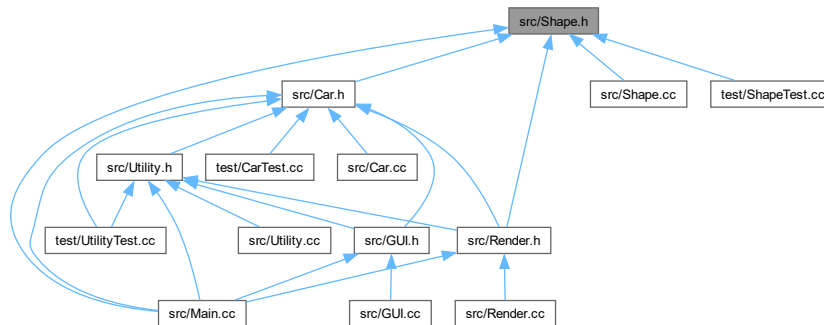 src/Shape.h
src/Car.h
src/Shape.cc
test/ShapeTest.cc
src/Utility.h
test/CarTest.cc
src/Car.cc
test/UtilityTest.cc
src/Utility.cc
src/GUI.h
src/Render.h
src/Main.cc
src/GUI.cc
src/Render.cc